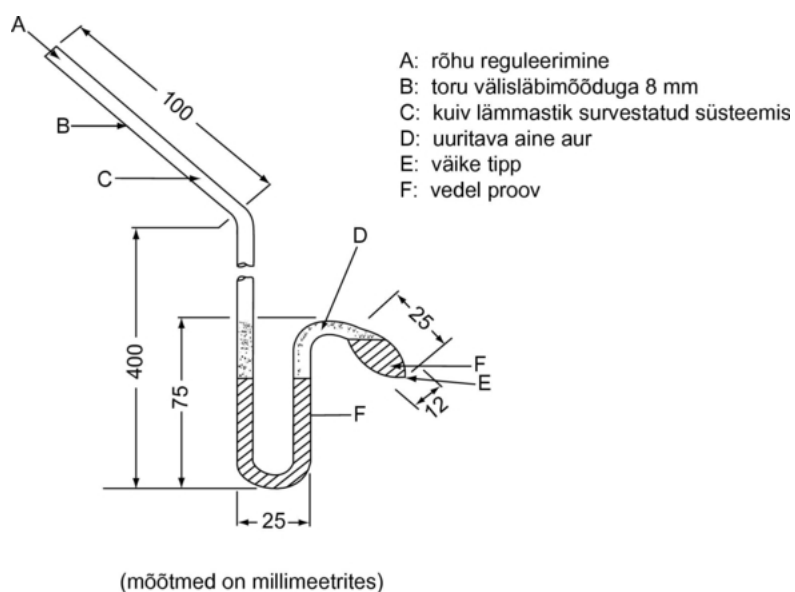 A
100
B
C
400
75
D
25
F
E
12
F
25
A: rõhu reguleerimine
B: toru välisläbimõõduga 8 mm
C: kuiv lämmastik survestatud süsteemis
D: uuritava aine aur
E: väike tipp
F: vedel proov
(mõõtmed on millimeetrites)